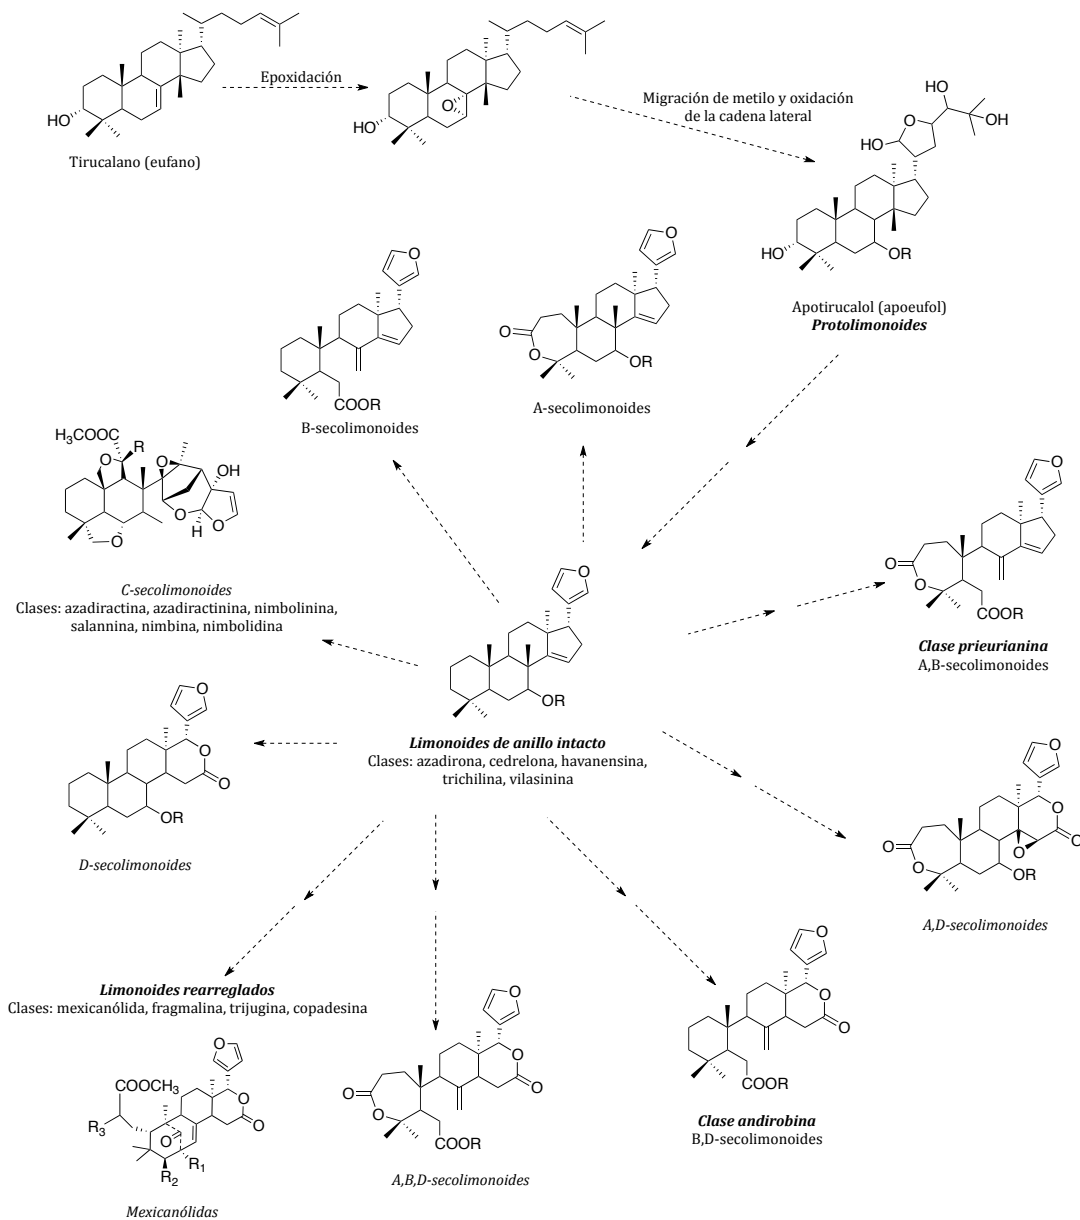 Epoxidación
Migración de metilo y oxidación
de la cadena lateral
O
HO
HO
Tirucalano (eufano)
HO
O
OH
HO
HO
OR
Apotirucalol (apoeufol)
Protolimonoides
O
COOR
B-secolimonoides
O
O
O
OR
A-secolimonoides
H₃COOC
R
O
O
OH
O
H
O
O
C-secolimonoides
Clases: azadiractina, azadiractinina, nimbolinina,
salannina, nimbina, nimbolidina
O
OR
Limonoides de anillo intacto
Clases: azadirona, cedrelona, havanensina,
trichilina, vilasinina
O
O
O
COOR
Clase prieurianina
A,B-secolimonoides
O
O
O
OR
D-secolimonoides
O
O
O
O
O
O
OR
A,D-secolimonoides
Limonoides rearreglados
Clases: mexicanólida, fragmalina, trijugina, copadesina
O
COOCH₃
O
O
R₃
O
R₁
R₂
Mexicanólidas
O
O
O
O
O
COOR
A,B,D-secolimonoides
O
O
O
COOR
Clase andirobina
B,D-secolimonoides